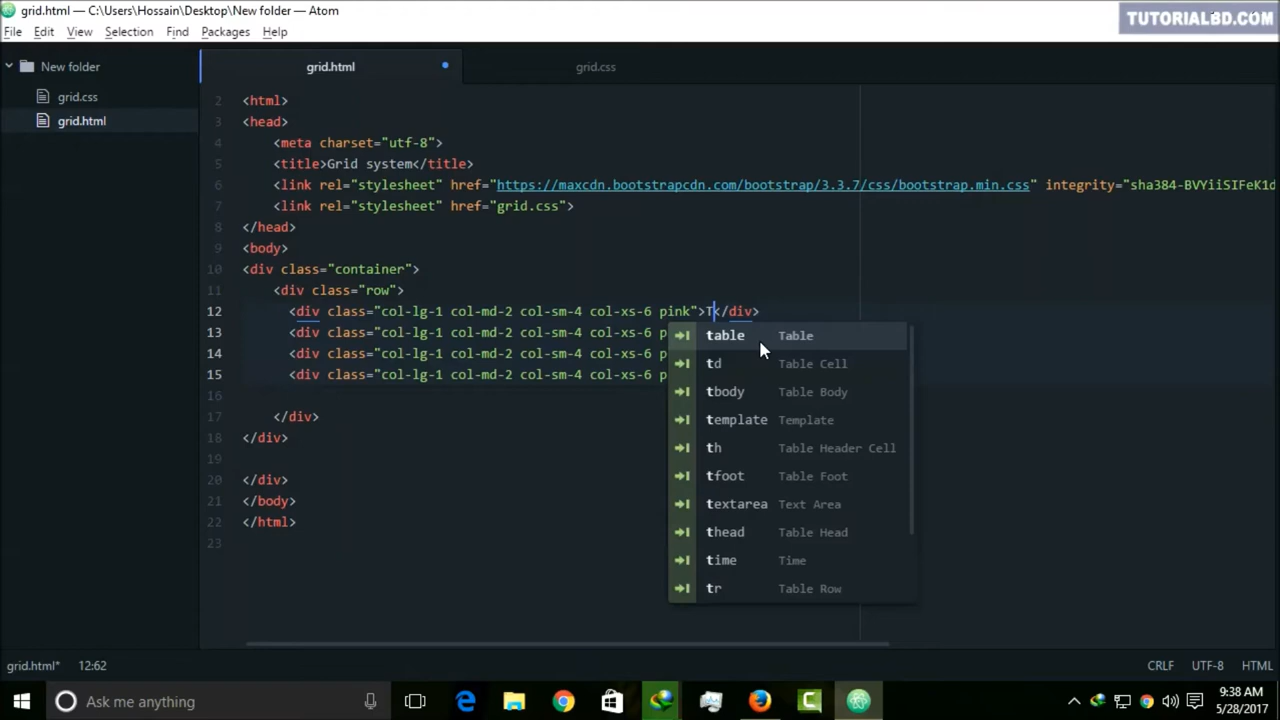 grid.html — C:\Users\Hossain\Desktop\New folder — Atom
TUTORIALBD.COM
File Edit View Selection Find Packages Help
New folder
grid.css
grid.html
grid.html grid.css
2 <html>
3 <head>
4 <meta charset="utf-8">
5 <title>Grid system</title>
6 <link rel="stylesheet" href="https://maxcdn.bootstrapcdn.com/bootstrap/3.3.7/css/bootstrap.min.css" integrity="sha384-BVYiiSIFeK1d
7 <link rel="stylesheet" href="grid.css">
8 </head>
9 <body>
10 <div class="container">
11 <div class="row">
12 <div class="col-lg-1 col-md-2 col-sm-4 col-xs-6 pink">T</div>
13 <div class="col-lg-1 col-md-2 col-sm-4 col-xs-6 p
14 <div class="col-lg-1 col-md-2 col-sm-4 col-xs-6 p
15 <div class="col-lg-1 col-md-2 col-sm-4 col-xs-6 p
16
17 </div>
18 </div>
19
20 </div>
21 </body>
22 </html>
23
table Table
td Table Cell
tbody Table Body
template Template
th Table Header Cell
tfoot Table Foot
textarea Text Area
thead Table Head
time Time
tr Table Row
grid.html* 12:62 CRLF UTF-8 HTML
Ask me anything
9:38 AM
5/28/2017